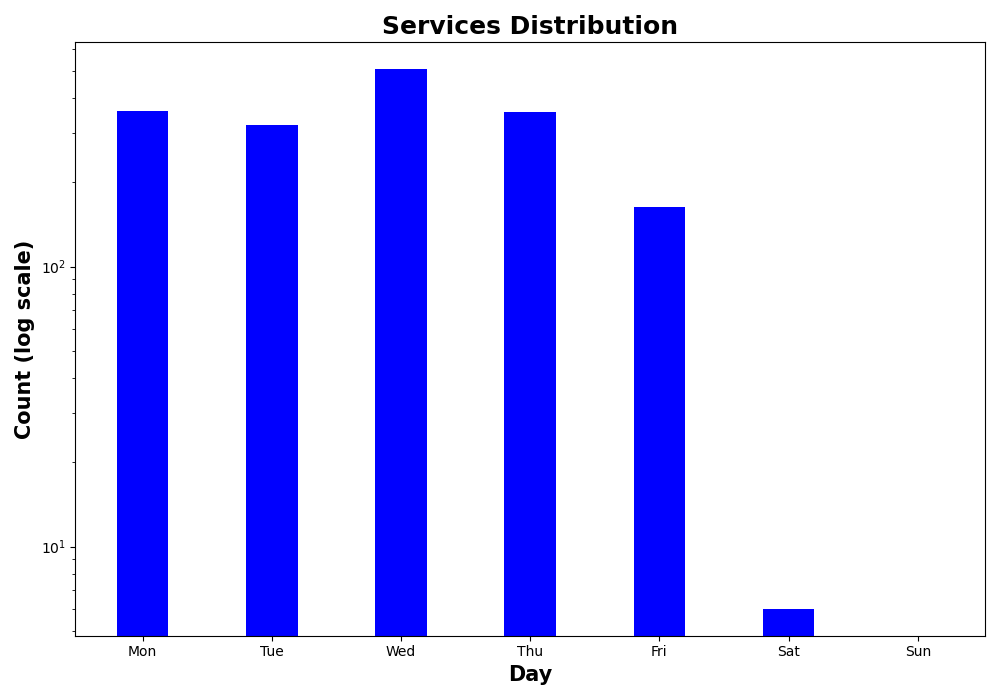 Services Distribution
Count (log scale)
10²
10¹
Mon Tue Wed Thu Fri Sat Sun
Day